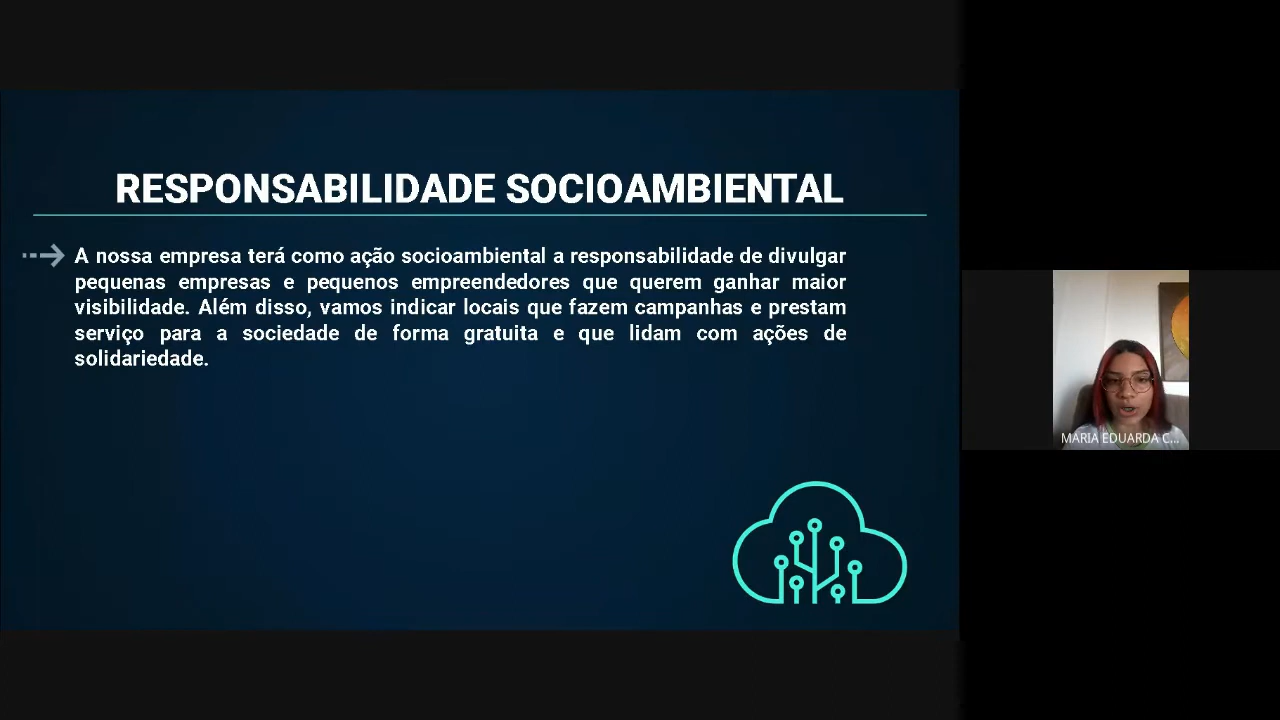 RESPONSABILIDADE SOCIOAMBIENTAL
A nossa empresa terá como ação socioambiental a responsabilidade de divulgar
pequenas empresas e pequenos empreendedores que querem ganhar maior
visibilidade. Além disso, vamos indicar locais que fazem campanhas e prestam
serviço para a sociedade de forma gratuita e que lidam com ações de
solidariedade.
MARIA EDUARDA C...